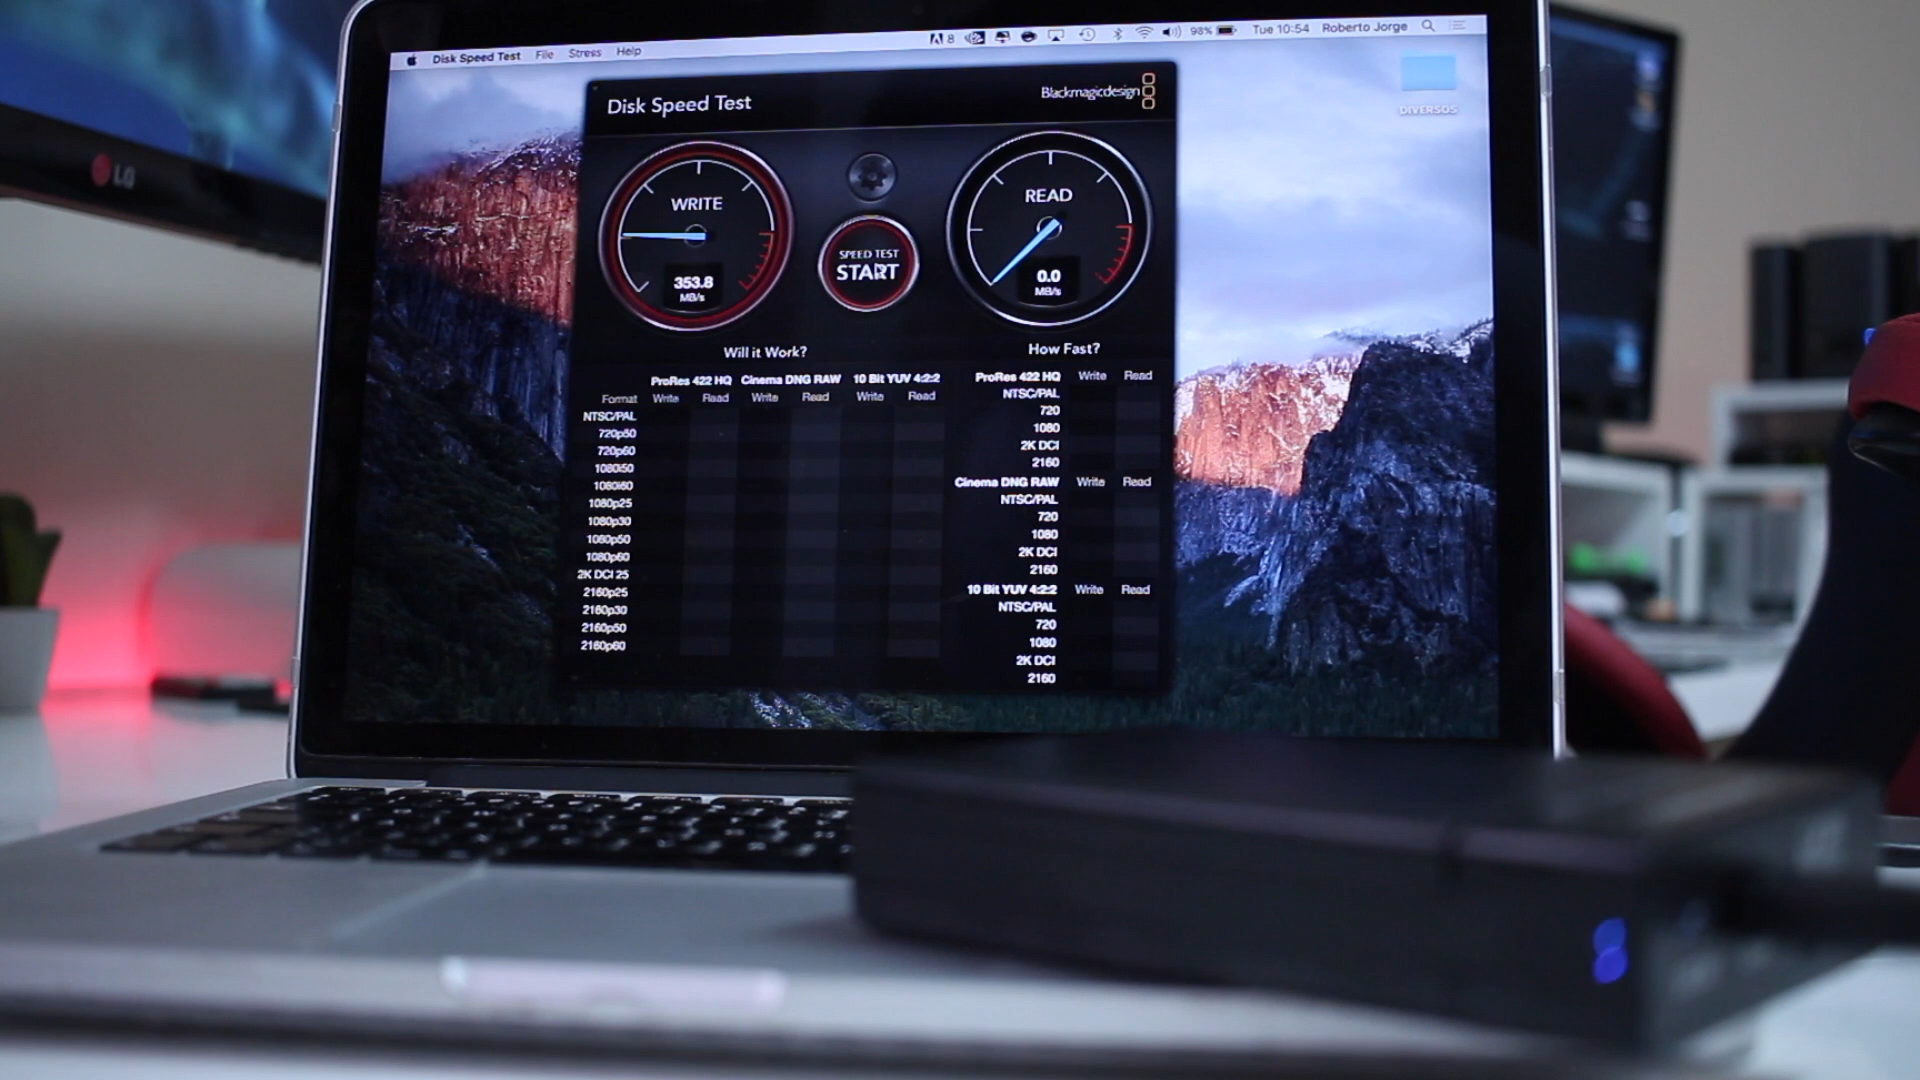 LG
Disk Speed Test File Stress Help
8 98% Tue 10:54 Roberto Jorge
DIVERSOS
Disk Speed Test
Blackmagicdesign
WRITE
353.8
MB/s
SPEED TEST
START
READ
0.0
MB/s
Will it Work?
ProRes 422 HQ Cinema DNG RAW 10 Bit YUV 4:2:2
Format Write Read Write Read Write Read
NTSC/PAL
720p50
720p60
1080i50
1080i60
1080p25
1080p30
1080p50
1080p60
2K DCI 25
2160p25
2160p30
2160p50
2160p60
How Fast?
ProRes 422 HQ Write Read
NTSC/PAL
720
1080
2K DCI
2160
Cinema DNG RAW Write Read
NTSC/PAL
720
1080
2K DCI
2160
10 Bit YUV 4:2:2 Write Read
NTSC/PAL
720
1080
2K DCI
2160